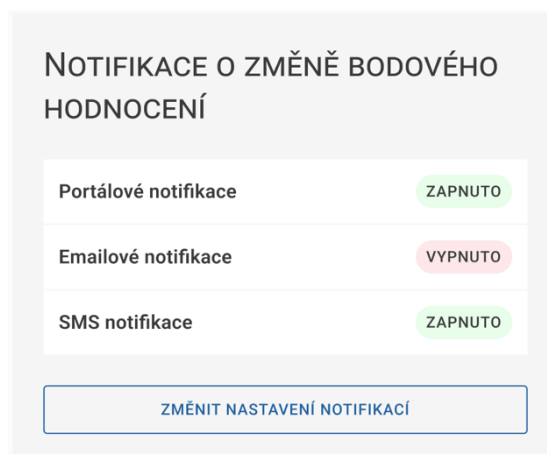 Notifikace o změně bodového
hodnocení
Portálové notifikace ZAPNUTO
Emailové notifikace VYPNUTO
SMS notifikace ZAPNUTO
ZMĚNIT NASTAVENÍ NOTIFIKACÍ